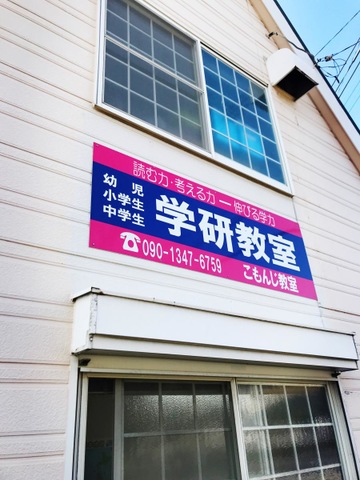 読む力・考える力ー伸びる学力
幼児
小学生
中学生
学研教室
☎090-1347-6759
こもんじ教室